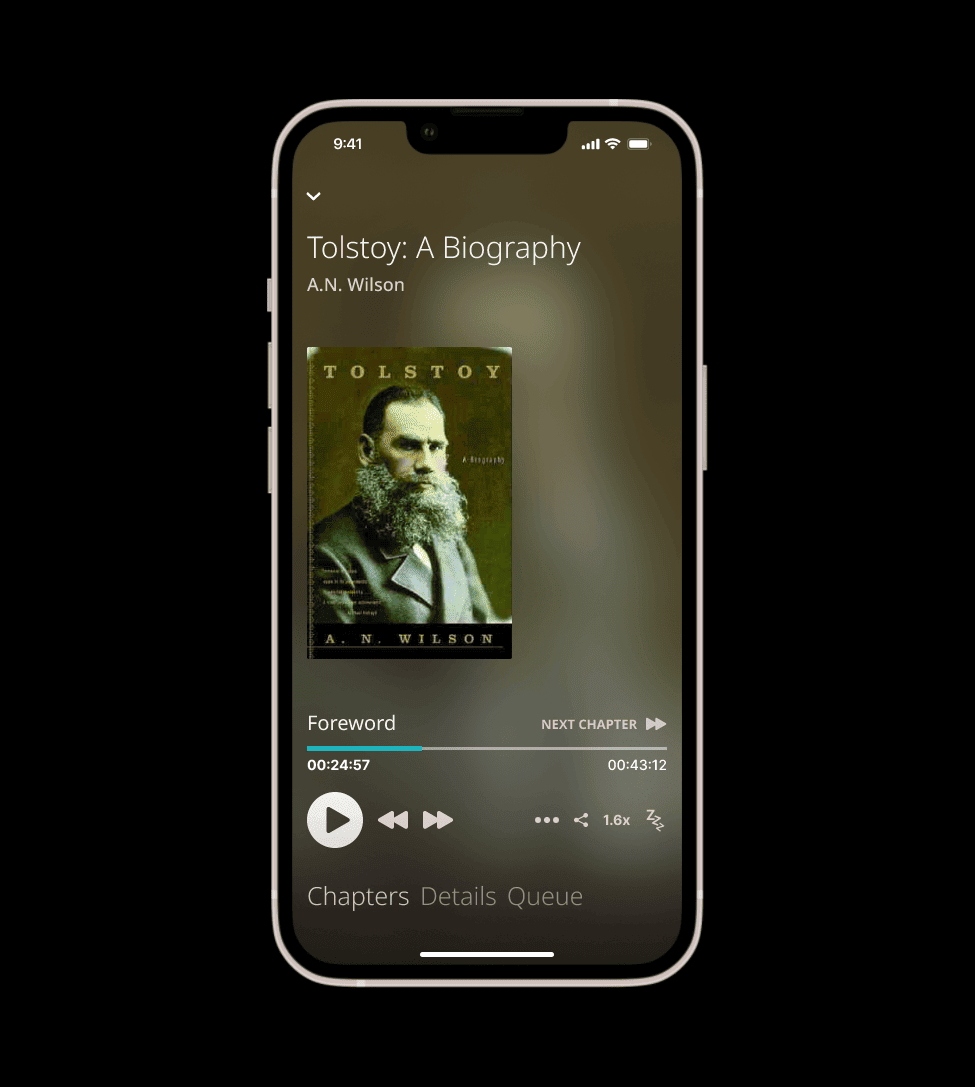 9:41
Tolstoy: A Biography
A.N. Wilson
TOLSTOY
A Biography
A. N. WILSON
Foreword
NEXT CHAPTER
00:24:57
00:43:12
1.6x
Chapters Details Queue